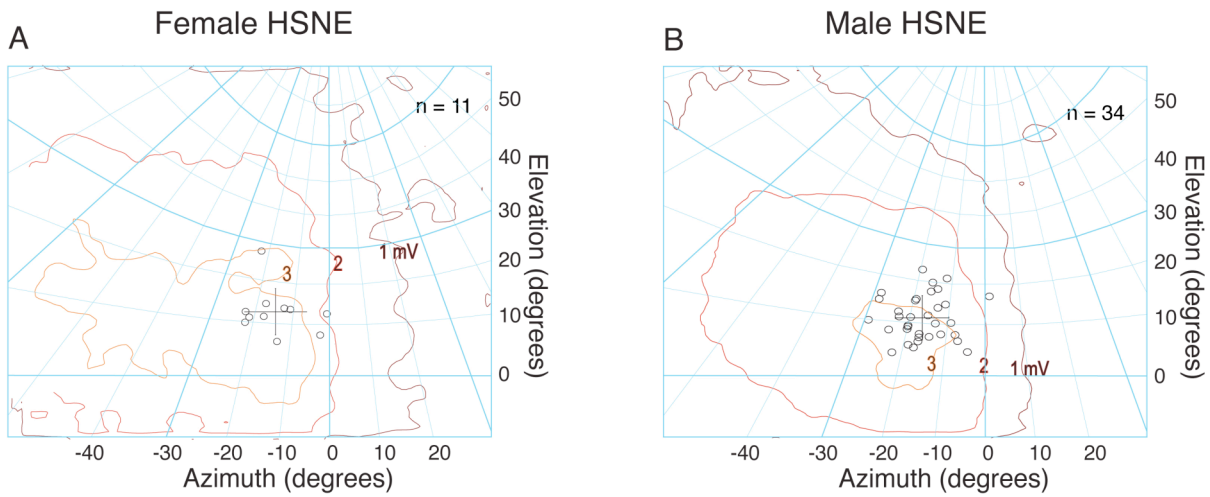 Female HSNE
Male HSNE
A
n = 11
3
2
1 mV
50
40
30
20
10
0
Elevation (degrees)
-40
-30
-20
-10
0
10
20
Azimuth (degrees)
B
n = 34
3
2
1 mV
50
40
30
20
10
0
Elevation (degrees)
-40
-30
-20
-10
0
10
20
Azimuth (degrees)